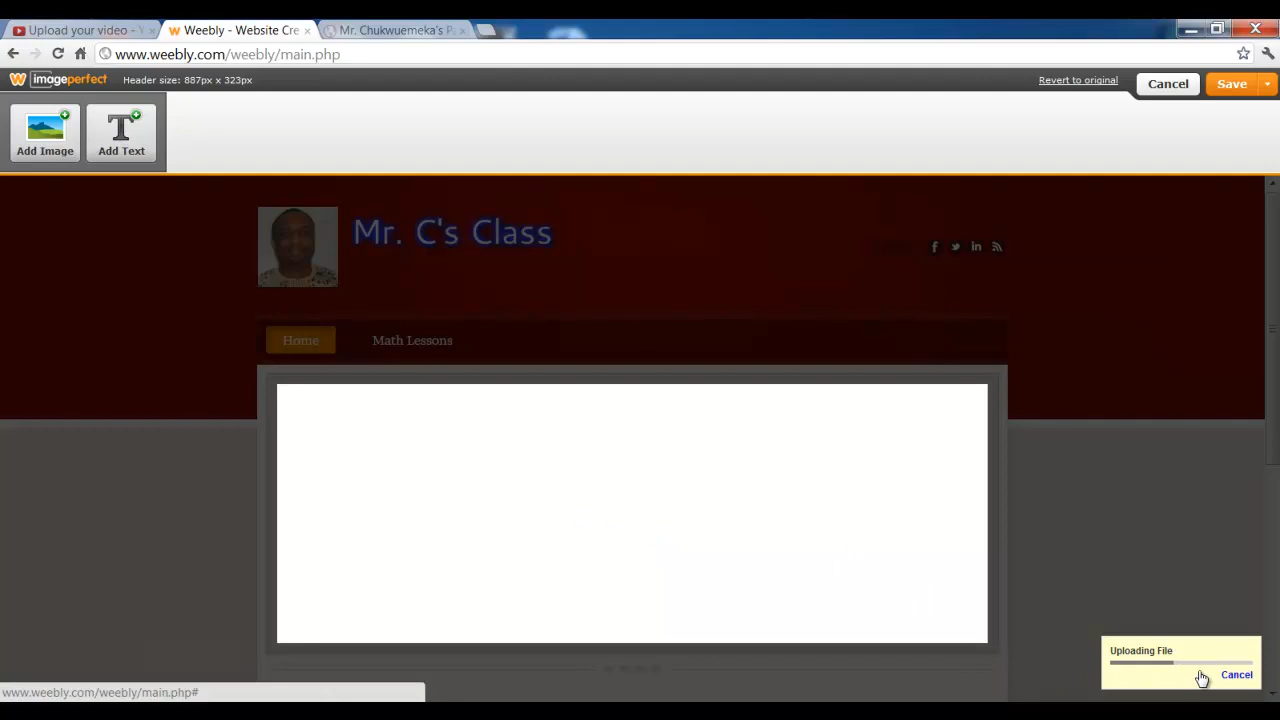 Upload your video - Y
Weebly - Website Cre
Mr. Chukwuemeka's P
www.weebly.com/weebly/main.php
imageperfect
Header size: 887px x 323px
Revert to original
Cancel
Save
Add Image
Add Text
Mr. C's Class
Home
Math Lessons
Uploading File
Cancel
www.weebly.com/weebly/main.php#